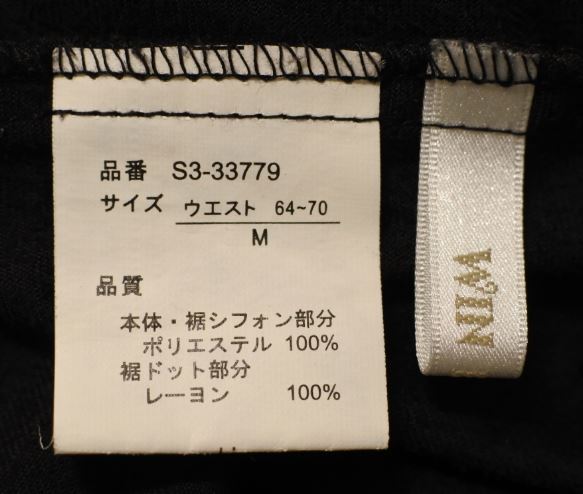 品番 S3-33779
サイズ ウエスト 64~70
M
品質
本体・裾シフォン部分
ポリエステル 100%
裾ドット部分
レーヨン 100%
WIN